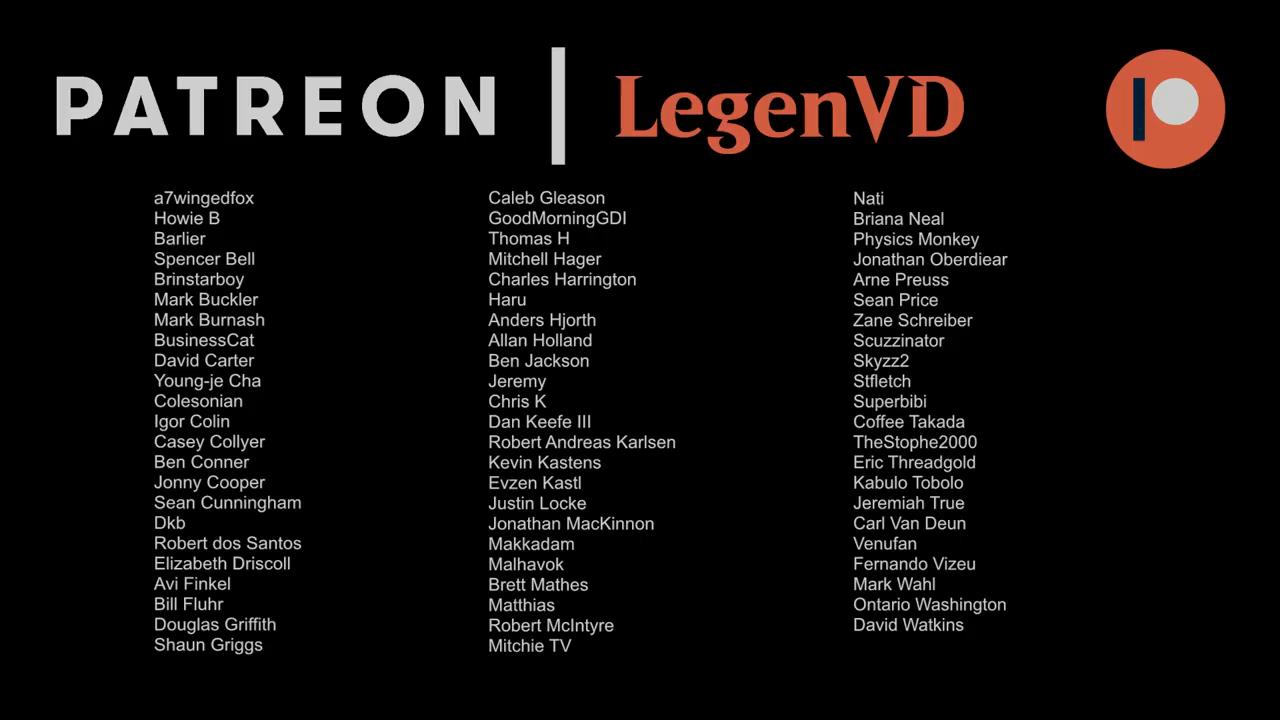 PATREON | LegenVD
a7wingedfox
Howie B
Barlier
Spencer Bell
Brinstarboy
Mark Buckler
Mark Burnash
BusinessCat
David Carter
Young-je Cha
Colesonian
Igor Colin
Casey Collyer
Ben Conner
Jonny Cooper
Sean Cunningham
Dkb
Robert dos Santos
Elizabeth Driscoll
Avi Finkel
Bill Fluhr
Douglas Griffith
Shaun Griggs
Caleb Gleason
GoodMorningGDI
Thomas H
Mitchell Hager
Charles Harrington
Haru
Anders Hjorth
Allan Holland
Ben Jackson
Jeremy
Chris K
Dan Keefe III
Robert Andreas Karlsen
Kevin Kastens
Evzen Kastl
Justin Locke
Jonathan MacKinnon
Makkadam
Malhavok
Brett Mathes
Matthias
Robert McIntyre
Mitchie TV
Nati
Briana Neal
Physics Monkey
Jonathan Oberdiear
Arne Preuss
Sean Price
Zane Schreiber
Scuzzinator
Skyzz2
Stfletch
Superbibi
Coffee Takada
TheStophe2000
Eric Threadgold
Kabulo Tobolo
Jeremiah True
Carl Van Deun
Venufan
Fernando Vizeu
Mark Wahl
Ontario Washington
David Watkins